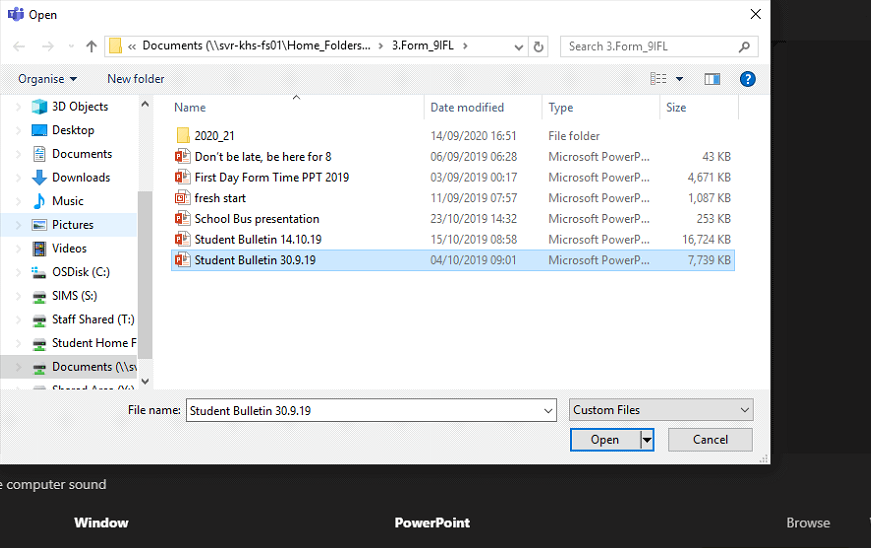 Open
« Documents (\\svr-khs-fs01\Home_Folders... > 3.Form_9IFL >
Search 3.Form_9IFL
Organise
New folder
?
Name Date modified Type Size
3D Objects
Desktop
Documents
Downloads
Music
Pictures
Videos
OSDisk (C:)
SIMS (S:)
Staff Shared (T:)
Student Home F
Documents (\\sv
Shared Area (Y:)
2020_21 14/09/2020 16:51 File folder
Don't be late, be here for 8 06/09/2019 06:28 Microsoft PowerP... 43 KB
First Day Form Time PPT 2019 03/09/2019 00:17 Microsoft PowerP... 4,671 KB
fresh start 11/09/2019 07:57 Microsoft PowerP... 1,087 KB
School Bus presentation 23/10/2019 14:32 Microsoft PowerP... 253 KB
Student Bulletin 14.10.19 15/10/2019 08:58 Microsoft PowerP... 16,724 KB
Student Bulletin 30.9.19 04/10/2019 09:01 Microsoft PowerP... 7,739 KB
File name: Student Bulletin 30.9.19
Custom Files
Open
Cancel
e computer sound
Window
PowerPoint
Browse